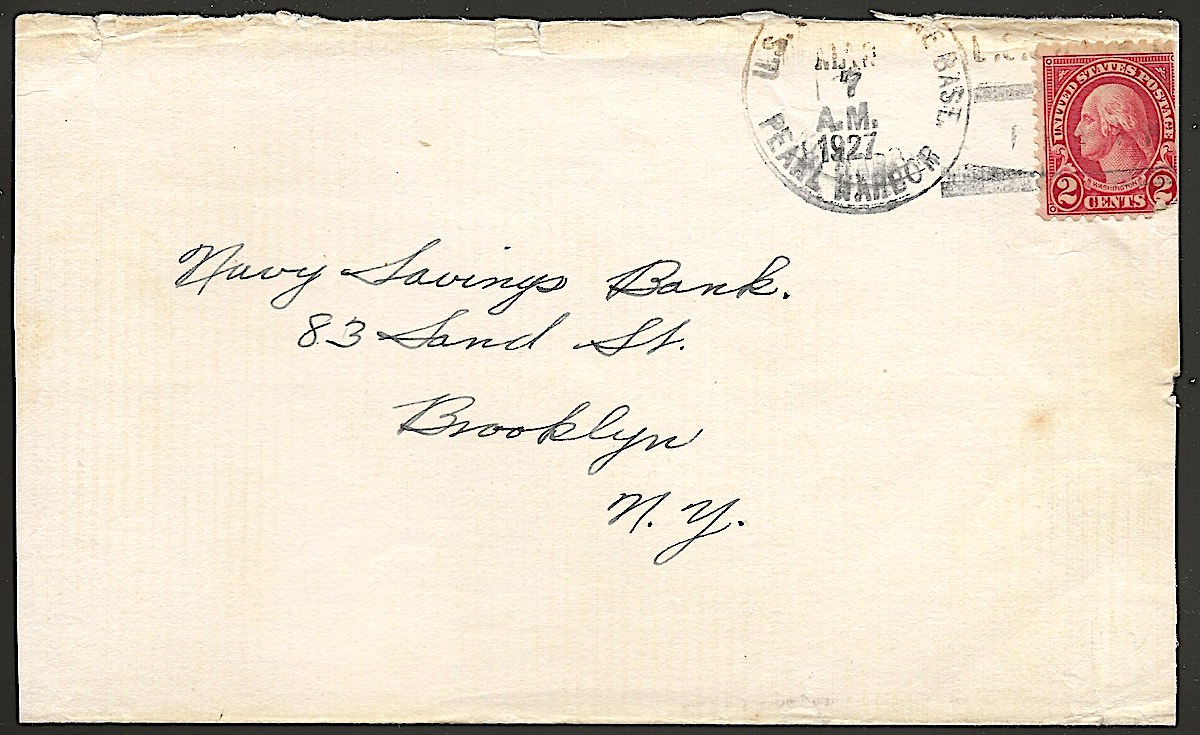 E BASE
PEARL HARBOR
7
A.M.
1927
UNITED STATES POSTAGE
WASHINGTON
2 CENTS 2
Navy Savings Bank.
83 Sand St.
Brooklyn
N. Y.